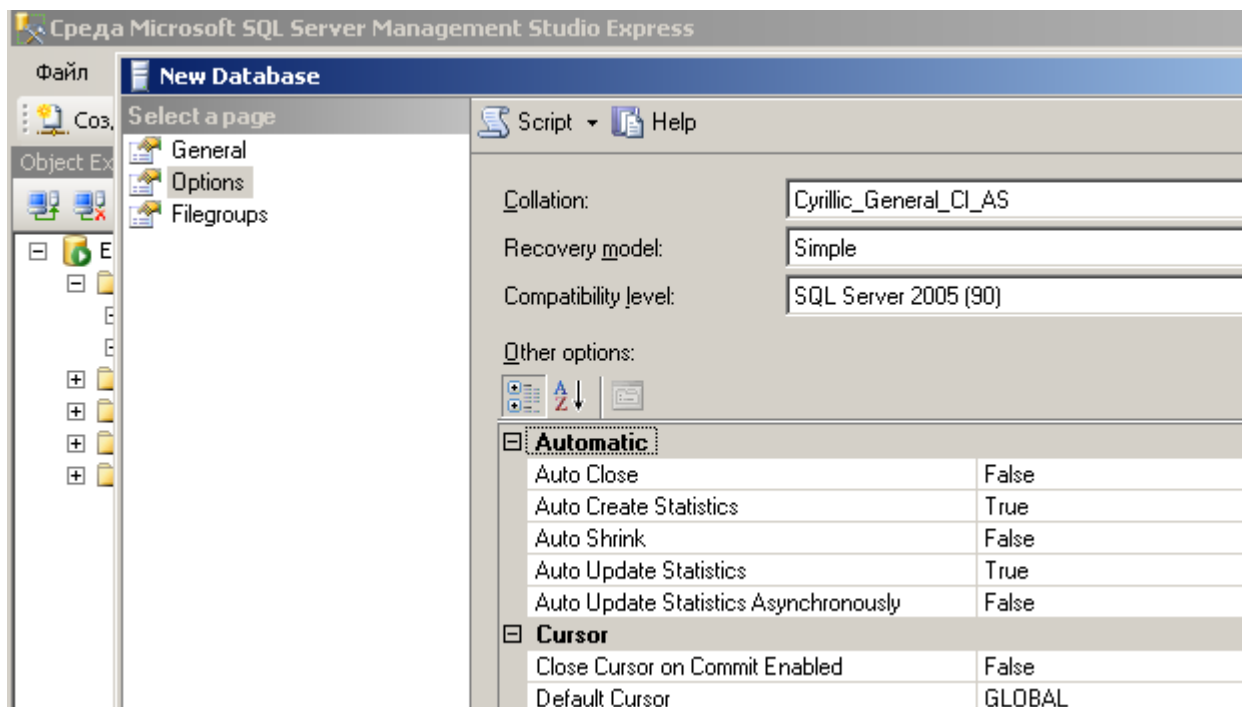 Среда Microsoft SQL Server Management Studio Express
Файл
New Database
Соз
Select a page
Script
Help
Object Ex
General
Options
Filegroups
Collation:
Cyrillic_General_CI_AS
Recovery model:
Simple
Compatibility level:
SQL Server 2005 (90)
Other options:
Automatic
Auto Close
False
Auto Create Statistics
True
Auto Shrink
False
Auto Update Statistics
True
Auto Update Statistics Asynchronously
False
Cursor
Close Cursor on Commit Enabled
False
Default Cursor
GLOBAL